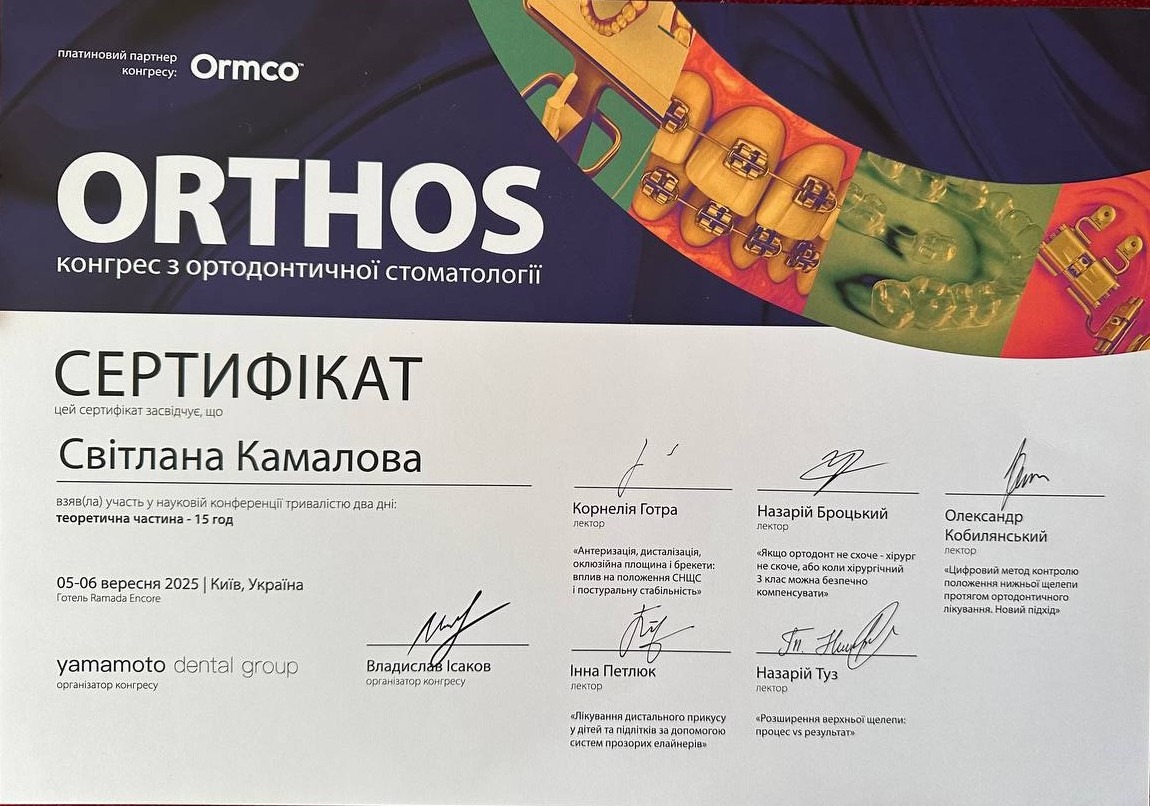 платиновий партнер
конгресу:
Ormco™
ORTHOS
конгрес з ортодонтичної стоматології
СЕРТИФІКАТ
цей сертифікат засвідчує, що
Світлана Камалова
взяв(ла) участь у науковій конференції тривалістю два дні:
теоретична частина - 15 год
05-06 вересня 2025 | Київ, Україна
Готель Ramada Encore
yamamoto dental group
організатор конгресу
Владислав Ісаков
організатор конгресу
Корнелія Готра
лектор
«Антеризація, дисталізація,
оклюзійна площина і брекети:
вплив на положення СНЩС
і постуральну стабільність»
Назарій Броцький
лектор
«Якщо ортодонт не схоче - хірург
не скоче, або коли хірургічний
3 клас можна безпечно
компенсувати»
Олександр
Кобилянський
лектор
«Цифровий метод контролю
положення нижньої щелепи
протягом ортодонтичного
лікування. Новий підхід»
Інна Петлюк
лектор
«Лікування дистального прикусу
у дітей та підлітків за допомогою
систем прозорих елайнерів»
Назарій Туз
лектор
«Розширення верхньої щелепи:
процес vs результат»